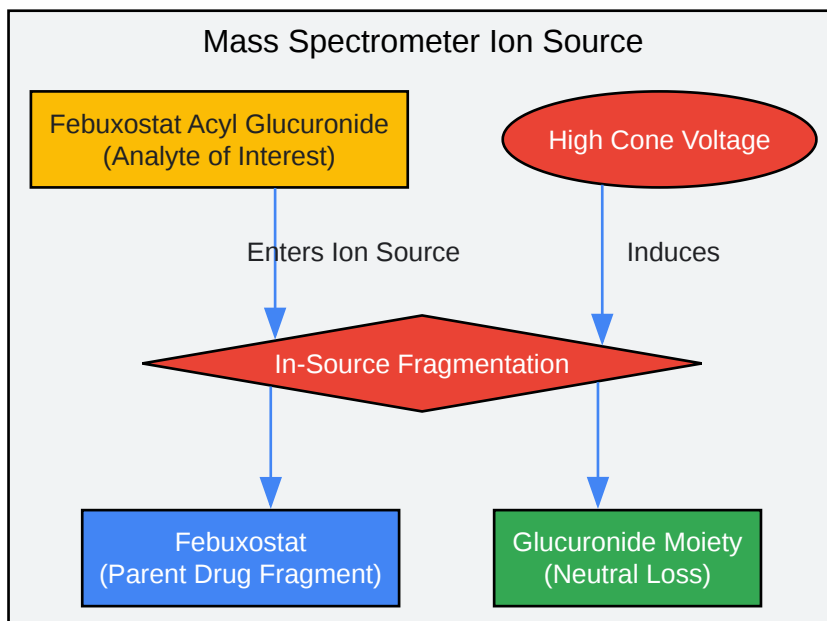 Mass Spectrometer Ion Source
Febuxostat Acyl Glucuronide
(Analyte of Interest)
High Cone Voltage
Enters Ion Source
Induces
In-Source Fragmentation
Febuxostat
(Parent Drug Fragment)
Glucuronide Moiety
(Neutral Loss)